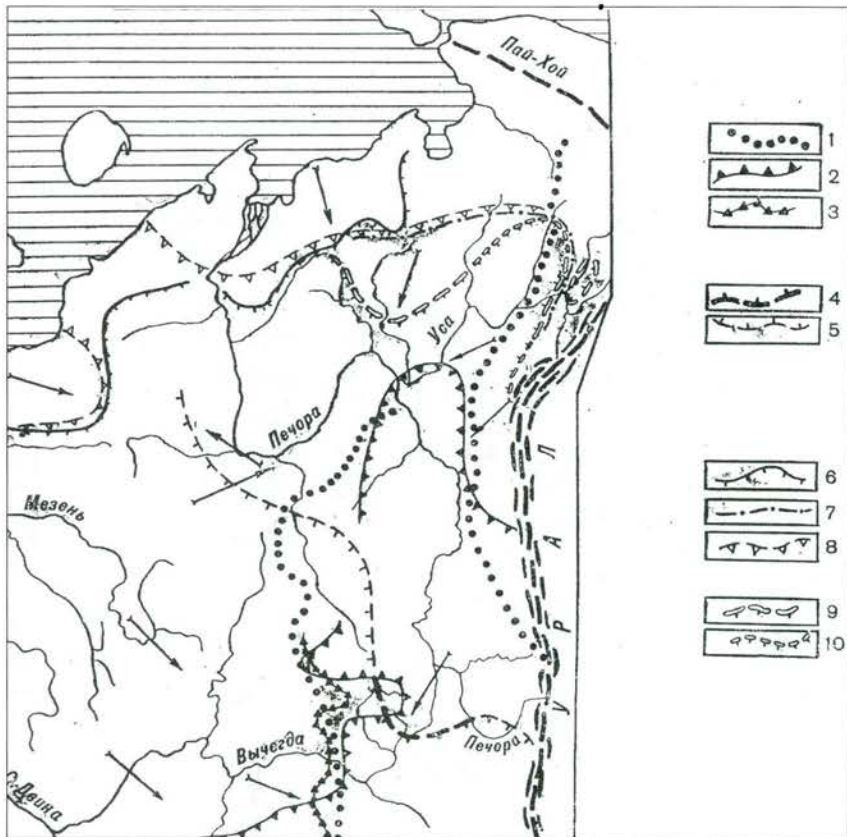 Пай-Хой
1
2
3
4
Уса
5
Печора
Л
6
Мезень
А
7
8
Р
9
10
У
Вычегда
Печора
С. Двина